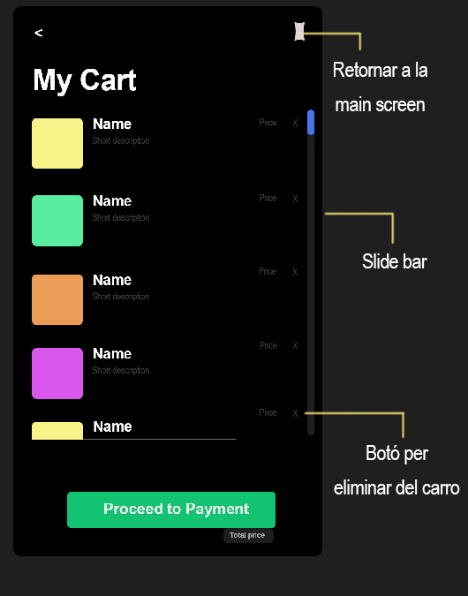 <
Retornar a la
main screen
My Cart
Name
Short description
Price X
Name
Short description
Price X
Slide bar
Name
Short description
Price X
Name
Short description
Price X
Name
Price X
Botó per
eliminar del carro
Proceed to Payment
Total price